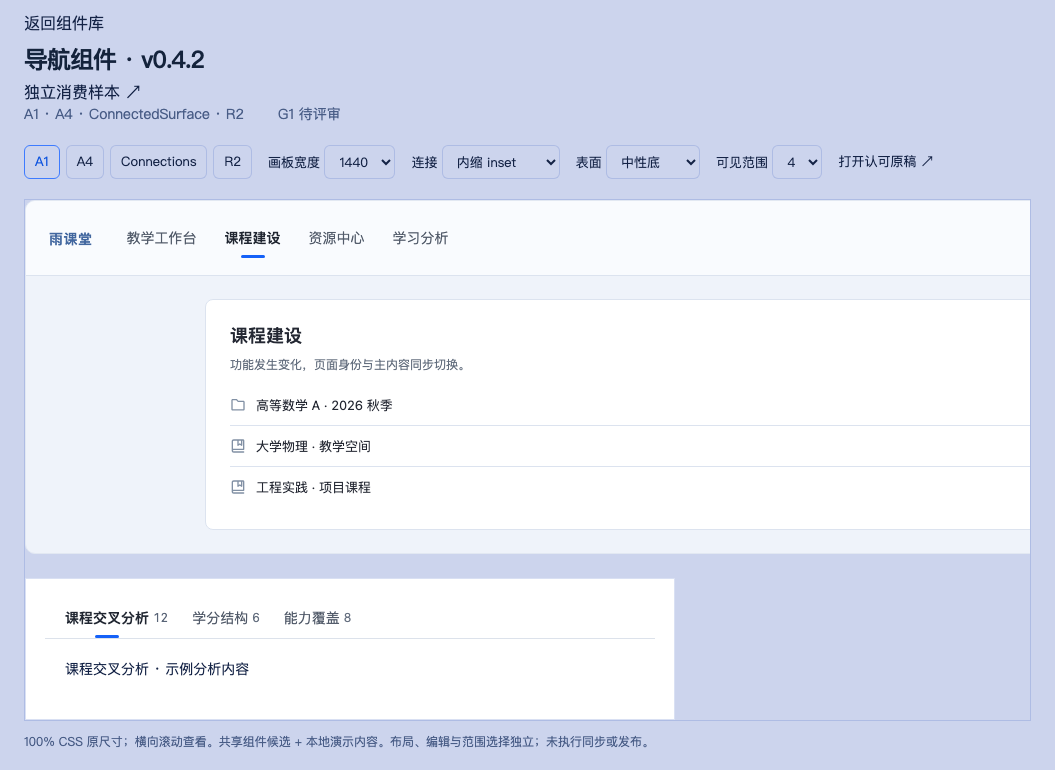 返回组件库
导航组件 · v0.4.2
独立消费样本 ↗
A1 · A4 · ConnectedSurface · R2 G1 待评审
A1 A4 Connections R2 画板宽度 1440 连接 内缩 inset 表面 中性底 可见范围 4 打开认可原稿 ↗
雨课堂 教学工作台 课程建设 资源中心 学习分析
课程建设
功能发生变化，页面身份与主内容同步切换。
高等数学 A · 2026 秋季
大学物理 · 教学空间
工程实践 · 项目课程
课程交叉分析 12 学分结构 6 能力覆盖 8
课程交叉分析 · 示例分析内容
100% CSS 原尺寸；横向滚动查看。共享组件候选 + 本地演示内容。布局、编辑与范围选择独立；未执行同步或发布。